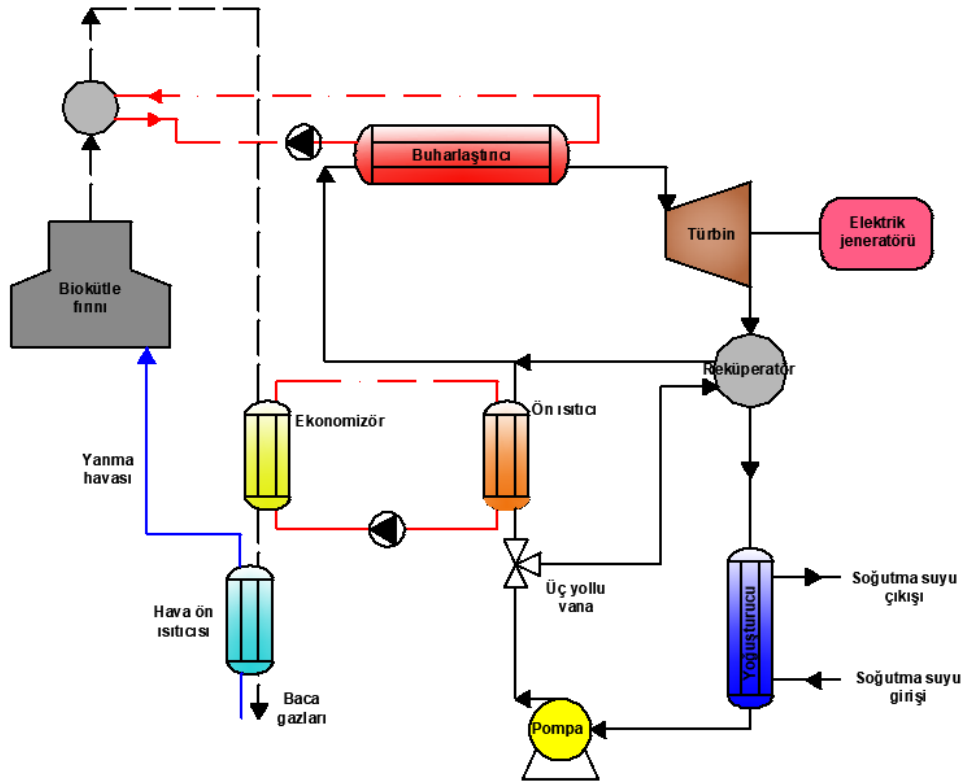 Buharlaştırıcı
Türbin
Elektrik
jeneratörü
Biokütle
fırını
Reküperatör
Ekonomizör
Ön ısıtıcı
Yanma
havası
Üç yollu
vana
Yoğuşturucu
Soğutma suyu
çıkışı
Hava ön
ısıtıcısı
Soğutma suyu
girişi
Baca
gazları
Pompa